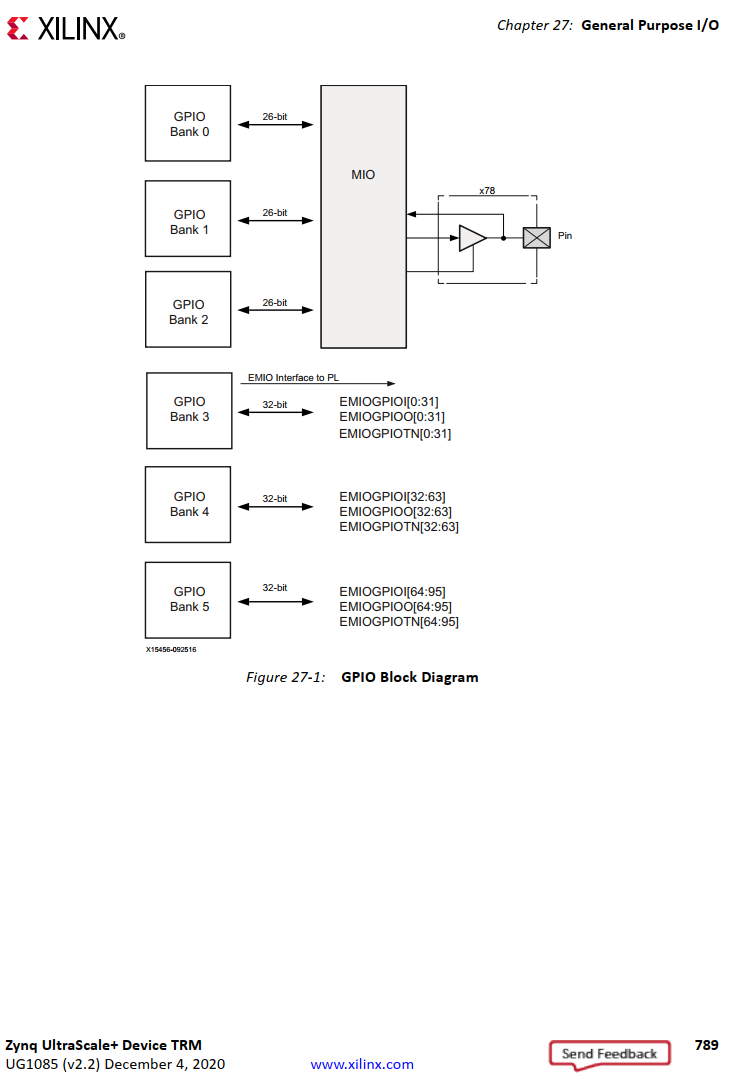 XILINX®
Chapter 27: General Purpose I/O
GPIO
Bank 0
26-bit
MIO
x78
GPIO
Bank 1
26-bit
Pin
GPIO
Bank 2
26-bit
EMIO Interface to PL
GPIO
Bank 3
32-bit
EMIOGPIOI[0:31]
EMIOGPIOO[0:31]
EMIOGPIOTN[0:31]
GPIO
Bank 4
32-bit
EMIOGPIOI[32:63]
EMIOGPIOO[32:63]
EMIOGPIOTN[32:63]
GPIO
Bank 5
32-bit
EMIOGPIOI[64:95]
EMIOGPIOO[64:95]
EMIOGPIOTN[64:95]
X15456-092516
Figure 27-1: GPIO Block Diagram
Zynq UltraScale+ Device TRM
UG1085 (v2.2) December 4, 2020
www.xilinx.com
Send Feedback
789